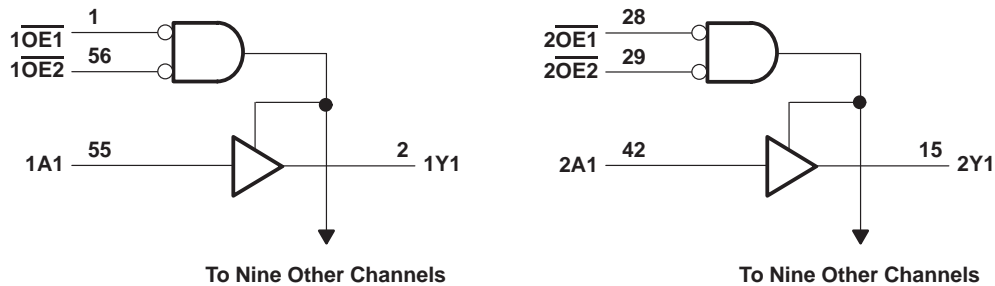 1OE1 1
1OE2 56
1A1 55 2 1Y1
To Nine Other Channels
2OE1 28
2OE2 29
2A1 42 15 2Y1
To Nine Other Channels